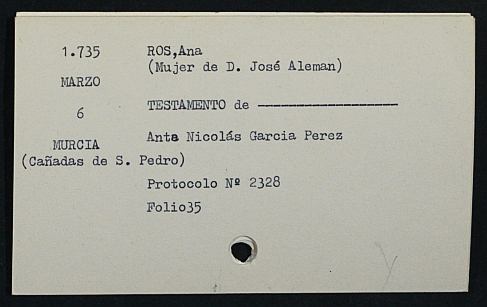 1.735 ROS,Ana
(Mujer de D. José Aleman)
MARZO
6 TESTAMENTO de -------------------
MURCIA Ante Nicolás Garcia Perez
(Cañadas de S. Pedro)
Protocolo Nº 2328
Folio35